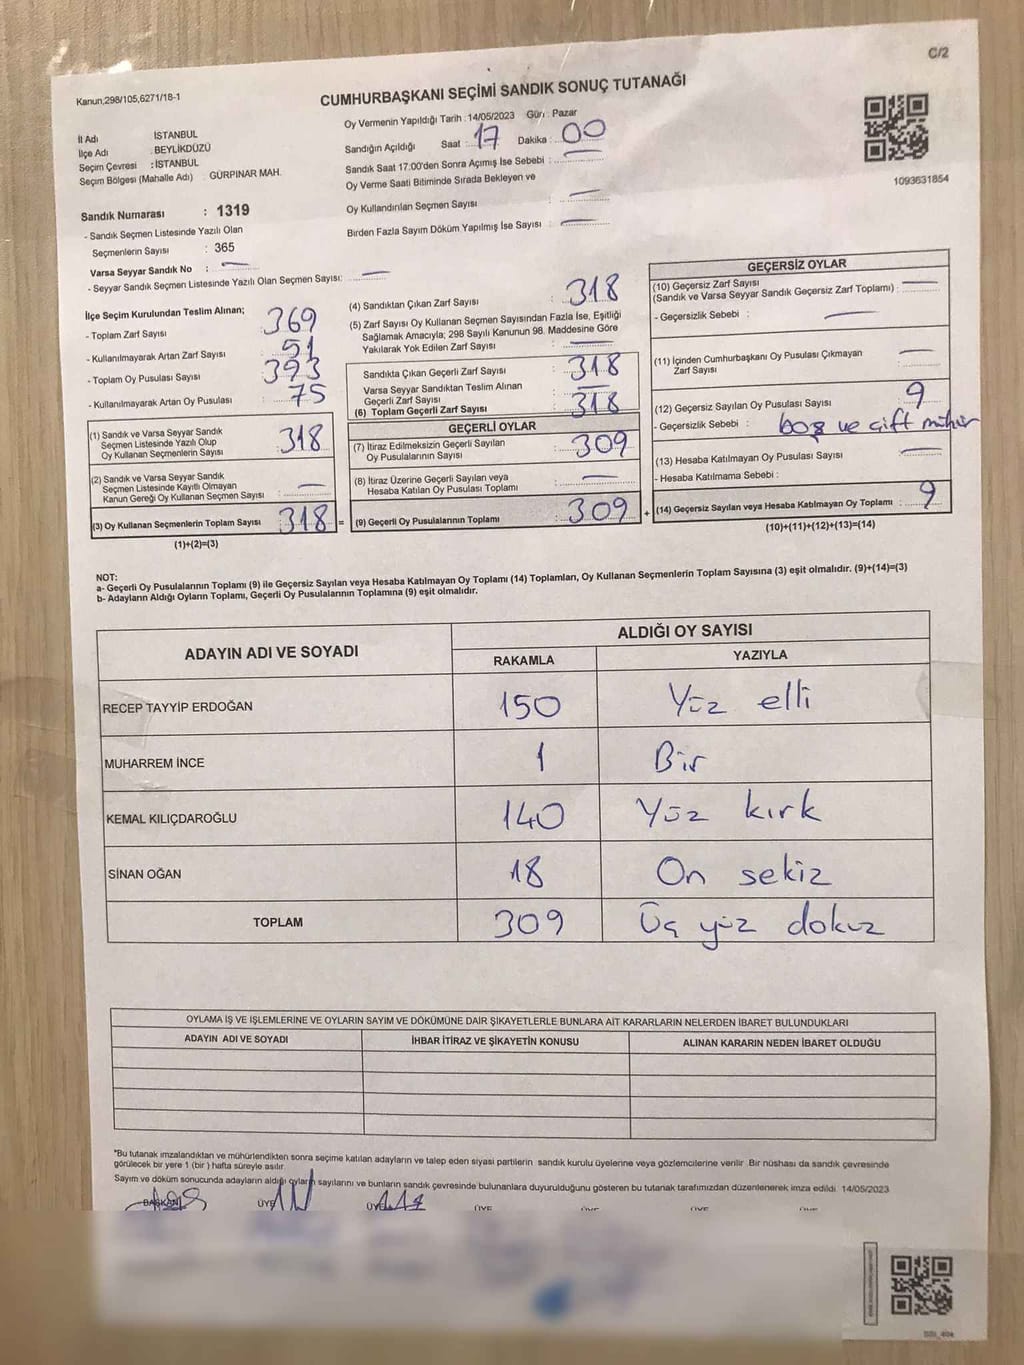 C/2
Kanun,298/105,6271/18-1
CUMHURBAŞKANI SEÇİMİ SANDIK SONUÇ TUTANAĞI
İl Adı İSTANBUL
İlçe Adı : BEYLİKDÜZÜ
Seçim Çevresi : İSTANBUL
Seçim Bölgesi (Mahalle Adı) : GÜRPINAR MAH.
Oy Vermenin Yapıldığı Tarih : 14/05/2023 Gün : Pazar
Sandığın Açıldığı Saat : 17 Dakika : 00
Sandık Saat 17:00'den Sonra Açımış İse Sebebi : —
Oy Verme Saati Bitiminde Sırada Bekleyen ve
Oy Kullandırılan Seçmen Sayısı : —
Birden Fazla Sayım Döküm Yapılmış İse Sayısı : —
1093631854
Sandık Numarası : 1319
- Sandık Seçmen Listesinde Yazılı Olan
Seçmenlerin Sayısı : 365
Varsa Seyyar Sandık No : —
- Seyyar Sandık Seçmen Listesinde Yazılı Olan Seçmen Sayısı: —
İlçe Seçim Kurulundan Teslim Alınan;
- Toplam Zarf Sayısı : 369
- Kullanılmayarak Artan Zarf Sayısı : 51
- Toplam Oy Pusulası Sayısı : 393
- Kullanılmayarak Artan Oy Pusulası : 75
(1) Sandık ve Varsa Seyyar Sandık
Seçmen Listesinde Yazılı Olup
Oy Kullanan Seçmenlerin Sayısı : 318
(2) Sandık ve Varsa Seyyar Sandık
Seçmen Listesinde Kayıtlı Olmayan
Kanun Gereği Oy Kullanan Seçmen Sayısı : —
(3) Oy Kullanan Seçmenlerin Toplam Sayısı : 318 =
(1)+(2)=(3)
(4) Sandıktan Çıkan Zarf Sayısı : 318
(5) Zarf Sayısı Oy Kullanan Seçmen Sayısından Fazla İse, Eşitliği
Sağlamak Amacıyla; 298 Sayılı Kanunun 98. Maddesine Göre
Yakılarak Yok Edilen Zarf Sayısı : —
Sandıkta Çıkan Geçerli Zarf Sayısı : 318
Varsa Seyyar Sandıktan Teslim Alınan
Geçerli Zarf Sayısı : —
(6) Toplam Geçerli Zarf Sayısı : 318
GEÇERLİ OYLAR
(7) İtiraz Edilmeksizin Geçerli Sayılan
Oy Pusulalarının Sayısı : 309
(8) İtiraz Üzerine Geçerli Sayılan veya
Hesaba Katılan Oy Pusulası Toplamı : —
(9) Geçerli Oy Pusulalarının Toplamı : 309 +
GEÇERSİZ OYLAR
(10) Geçersiz Zarf Sayısı
(Sandık ve Varsa Seyyar Sandık Geçersiz Zarf Toplamı) : —
- Geçersizlik Sebebi : —
(11) İçinden Cumhurbaşkanı Oy Pusulası Çıkmayan
Zarf Sayısı : —
(12) Geçersiz Sayılan Oy Pusulası Sayısı : 9
- Geçersizlik Sebebi : boş ve çift mühür
(13) Hesaba Katılmayan Oy Pusulası Sayısı : —
- Hesaba Katılmama Sebebi :
(14) Geçersiz Sayılan veya Hesaba Katılmayan Oy Toplamı : 9
(10)+(11)+(12)+(13)=(14)
NOT:
a- Geçerli Oy Pusulalarının Toplamı (9) ile Geçersiz Sayılan veya Hesaba Katılmayan Oy Toplamı (14) Toplamları, Oy Kullanan Seçmenlerin Toplam Sayısına (3) eşit olmalıdır. (9)+(14)=(3)
b- Adayların Aldığı Oyların Toplamı, Geçerli Oy Pusulalarının Toplamına (9) eşit olmalıdır.
ADAYIN ADI VE SOYADI ALDIĞI OY SAYISI
RAKAMLA YAZIYLA
RECEP TAYYİP ERDOĞAN 150 Yüz elli
MUHARREM İNCE 1 Bir
KEMAL KILIÇDAROĞLU 140 Yüz kırk
SİNAN OĞAN 18 On sekiz
TOPLAM 309 Üç yüz dokuz
OYLAMA İŞ VE İŞLEMLERİNE VE OYLARIN SAYIM VE DÖKÜMÜNE DAİR ŞİKAYETLERLE BUNLARA AİT KARARLARIN NELERDEN İBARET BULUNDUKLARI
ADAYIN ADI VE SOYADI İHBAR İTİRAZ VE ŞİKAYETİN KONUSU ALINAN KARARIN NEDEN İBARET OLDUĞU
*Bu tutanak imzalandıktan ve mühürlendikten sonra seçime katılan adayların ve talep eden siyasi partilerin sandık kurulu üyelerine veya gözlemcilerine verilir. Bir nüshası da sandık çevresinde
görülecek bir yere 1 (bir) hafta süreyle asılır.
Sayım ve döküm sonucunda adayların aldığı oyların sayılarını ve bunların sandık çevresinde bulunanlara duyurulduğunu gösteren bu tutanak tarafımızdan düzenlenerek imza edildi. 14/05/2023
BAŞKAN ÜYE ÜYE ÜYE ÜYE ÜYE